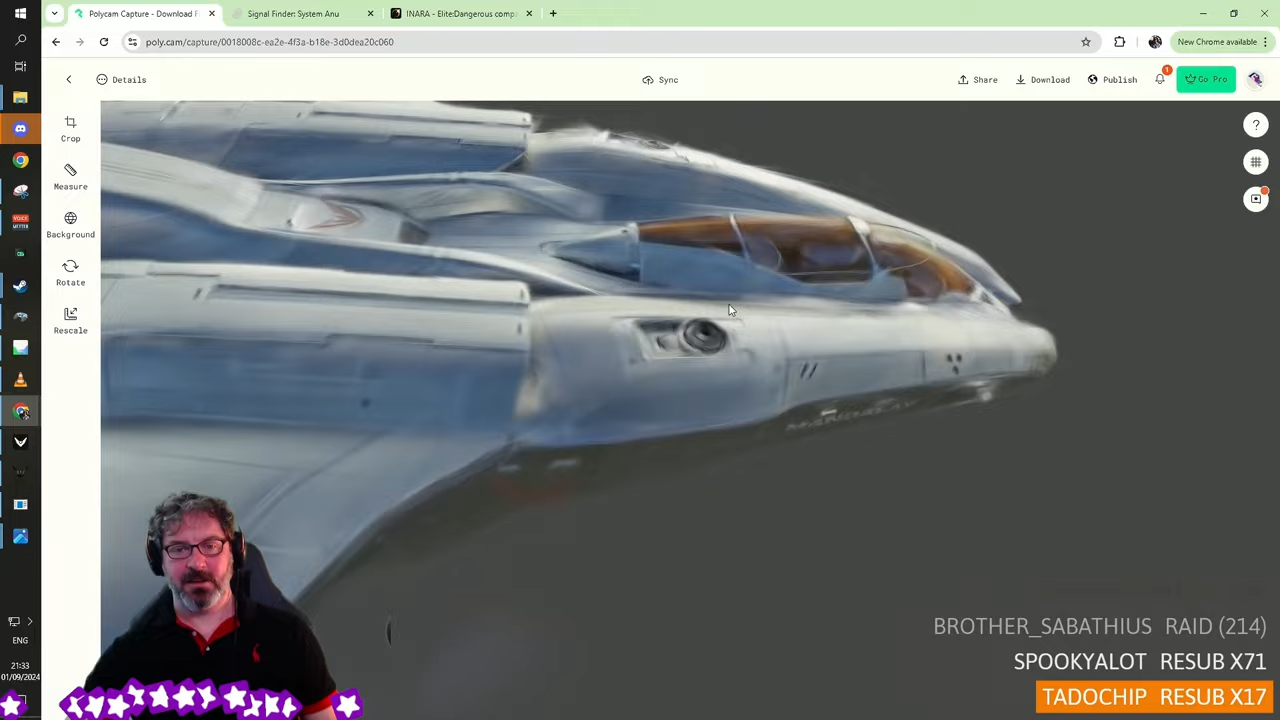 Polycam Capture - Download F
Signal Finder: System Anu
INARA - Elite:Dangerous comp
poly.cam/capture/0018008c-ea2e-4f3a-b18e-3d0dea20c060
New Chrome available
Details
Sync
Share
Download
Publish
1
Go Pro
Crop
Measure
Background
Rotate
Rescale
?
ENG
21:33
01/09/2024
BROTHER_SABATHIUS RAID (214)
SPOOKYALOT RESUB X71
TADOCHIP RESUB X17